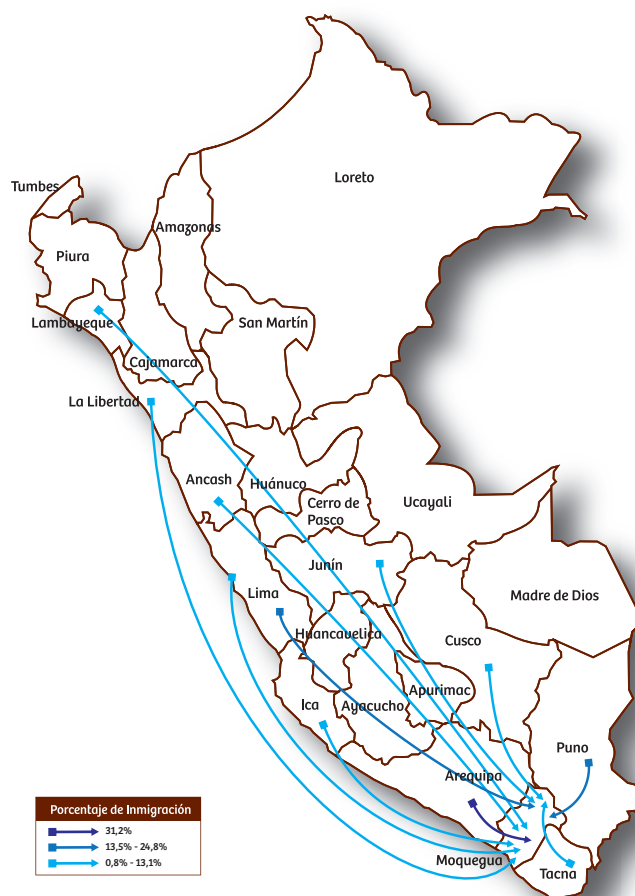 Loreto
Tumbes
Amazonas
Piura
Lambayeque
San Martín
Cajamarca
La Libertad
Ancash
Huánuco
Cerro de
Pasco
Ucayali
Junín
Lima
Madre de Dios
Huancavelica
Cusco
Apurimac
Ica
Ayacucho
Puno
Arequipa
Moquegua
Tacna
Porcentaje de Inmigración
31,2%
13,5% - 24,8%
0,8% - 13,1%